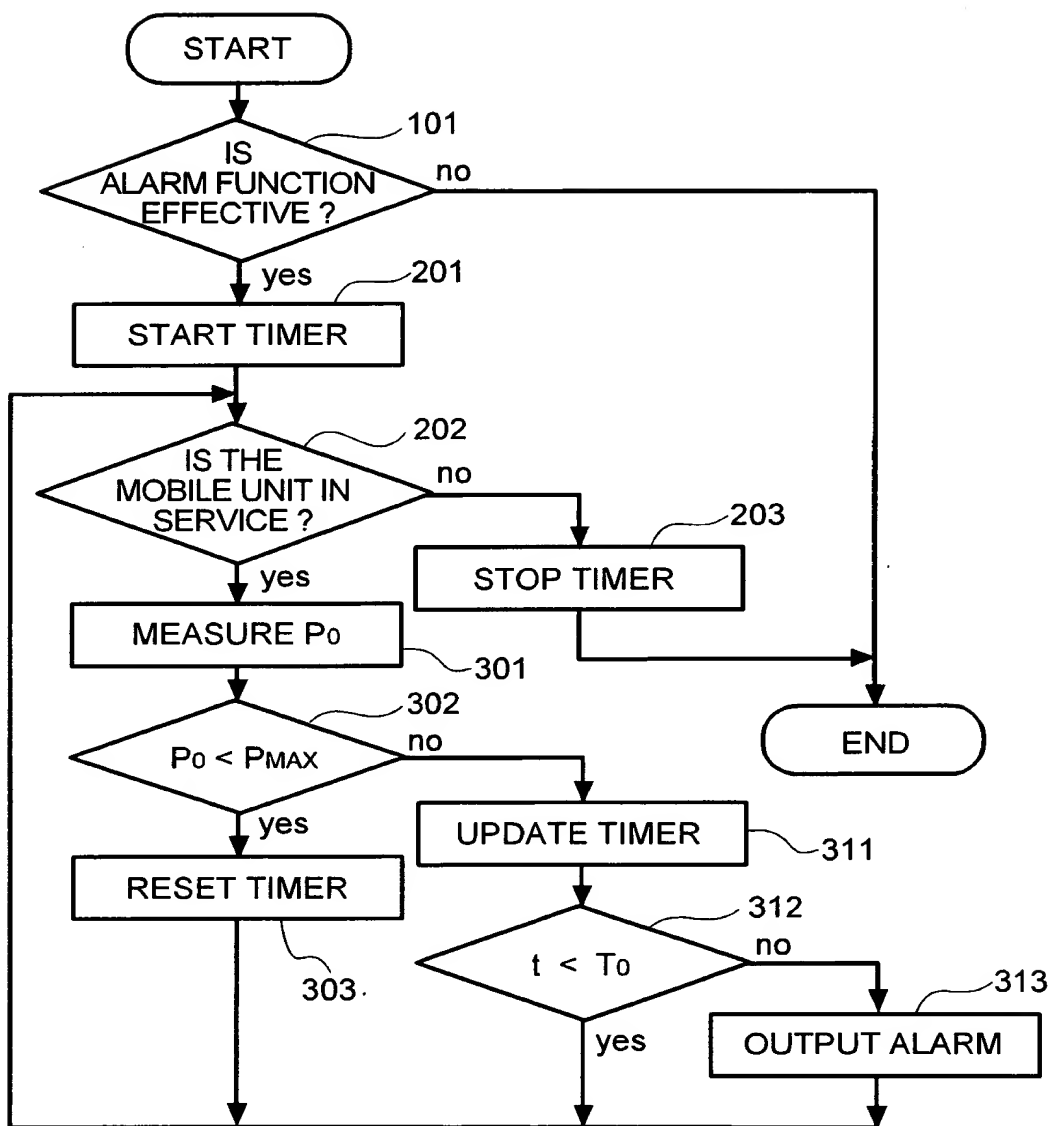 START
101
IS
ALARM FUNCTION
EFFECTIVE ?
no
yes
201
START TIMER
202
IS THE
MOBILE UNIT IN
SERVICE ?
no
203
yes
STOP TIMER
MEASURE P0
301
302
P0 < PMAX
no
END
yes
UPDATE TIMER
311
RESET TIMER
312
t < T0
no
303
313
yes
OUTPUT ALARM